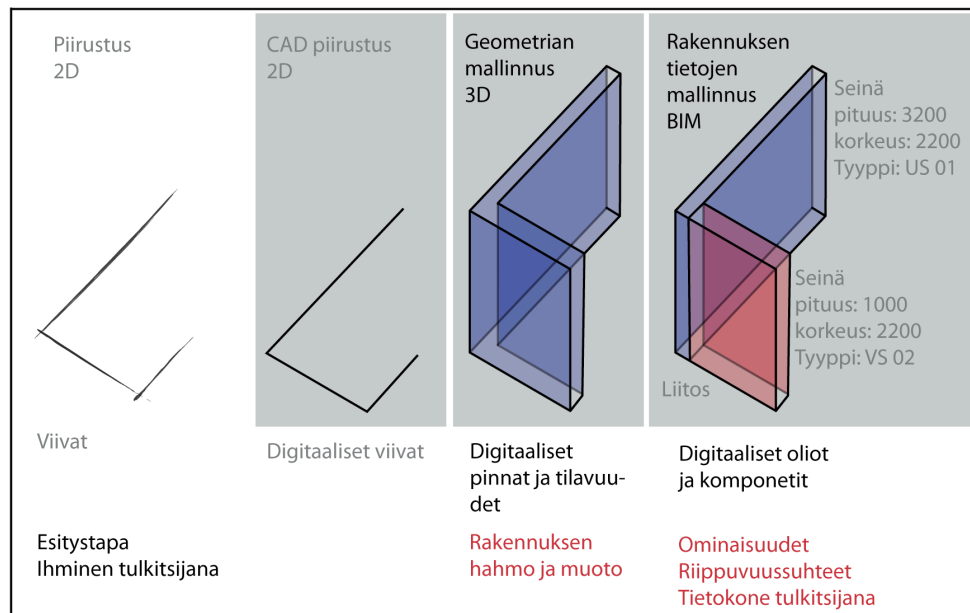 Piirustus
2D
CAD piirustus
2D
Geometrian
mallinnus
3D
Rakennuksen
tietojen
mallinnus
BIM
Seinä
pituus: 3200
korkeus: 2200
Tyyppi: US 01
Seinä
pituus: 1000
korkeus: 2200
Tyyppi: VS 02
Liitos
Viivat
Digitaaliset viivat
Digitaaliset
pinnat ja tilavuu-
det
Digitaaliset oliot
ja komponetit
Esitystapa
Ihminen tulkitsijana
Rakennuksen
hahmo ja muoto
Ominaisuudet
Riippuvuussuhteet
Tietokone tulkitsijana